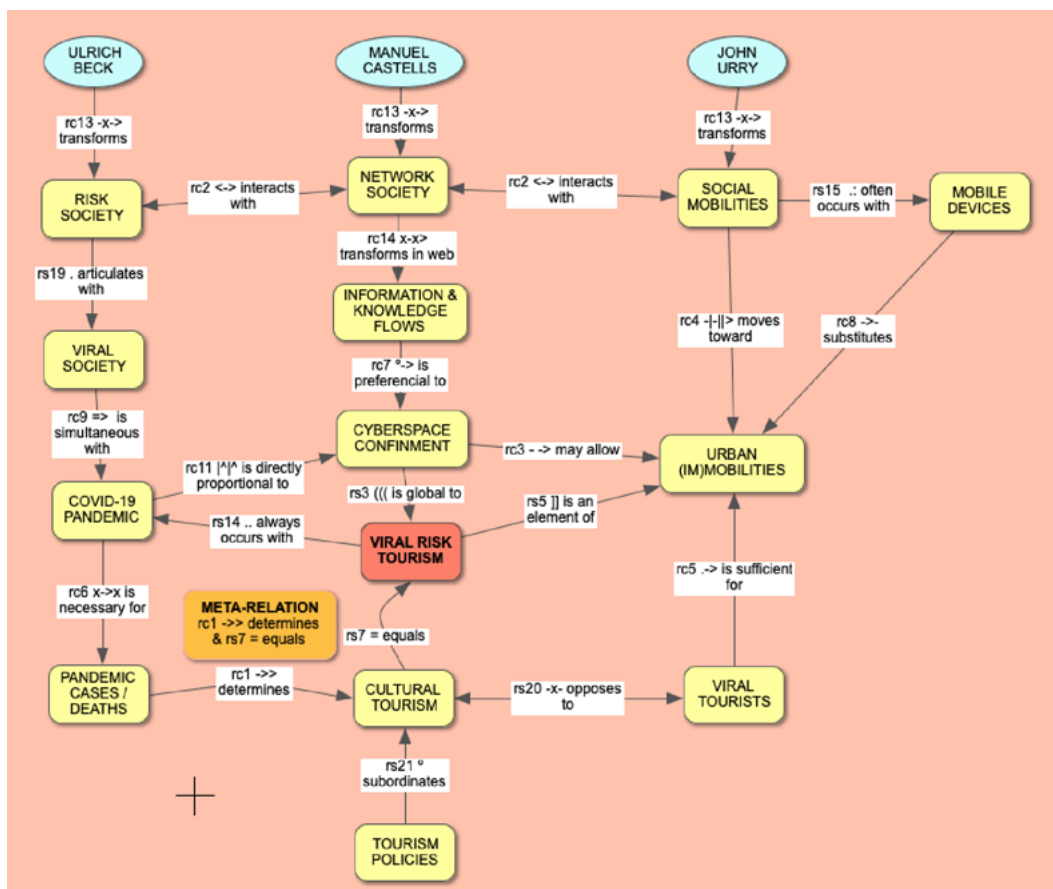 ULRICH
BECK
MANUEL
CASTELLS
JOHN
URRY
rc13 -x->
transforms
rc13 -x->
transforms
rc13 -x->
transforms
RISK
SOCIETY
rc2 <-> interacts
with
NETWORK
SOCIETY
rc2 <-> interacts
with
SOCIAL
MOBILITIES
rs15 .: often
occurs with
MOBILE
DEVICES
rc14 x-x>
transforms in web
rs19 . articulates
with
INFORMATION &
KNOWLEDGE
FLOWS
rc4 -|-||> moves
toward
rc8 ->-
substitutes
VIRAL
SOCIETY
rc7 º-> is
preferencial to
rc9 => is
simultaneous
with
CYBERSPACE
CONFINMENT
rc3 - -> may allow
URBAN
(IM)MOBILITIES
rc11 |^|^ is directly
proportional to
COVID-19
PANDEMIC
rs3 ((( is global to
rs5 ]] is an
element of
rs14 .. always
occurs with
VIRAL RISK
TOURISM
rc5 .-> is sufficient
for
rc6 x->x is
necessary for
META-RELATION
rc1 ->> determines
& rs7 = equals
rs7 = equals
PANDEMIC
CASES /
DEATHS
rc1 ->>
determines
CULTURAL
TOURISM
rs20 -x- opposes
to
VIRAL
TOURISTS
rs21 º
subordinates
TOURISM
POLICIES